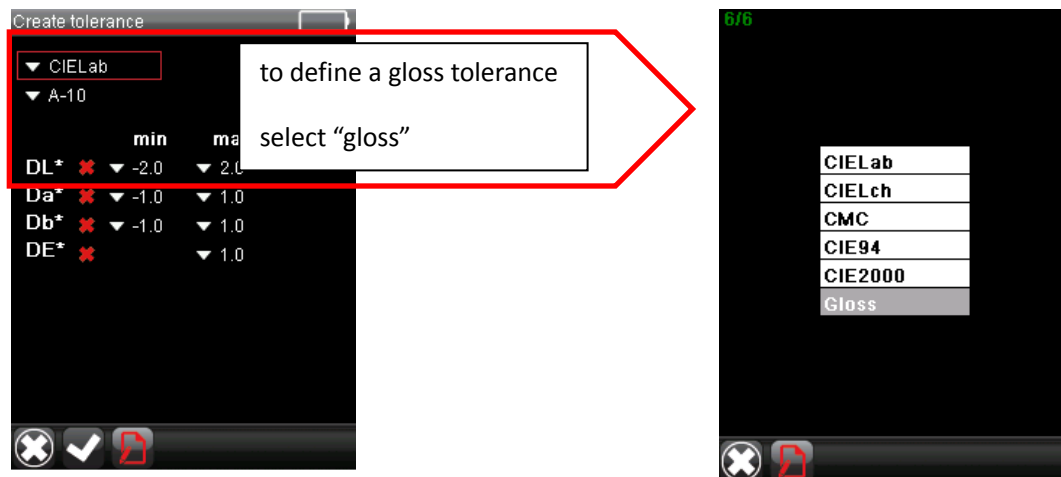 Create tolerance
CIELab
A-10
min ma
DL* -2.0 2.0
Da* -1.0 1.0
Db* -1.0 1.0
DE* 1.0
to define a gloss tolerance
select “gloss”
6/6
CIELab
CIELch
CMC
CIE94
CIE2000
Gloss